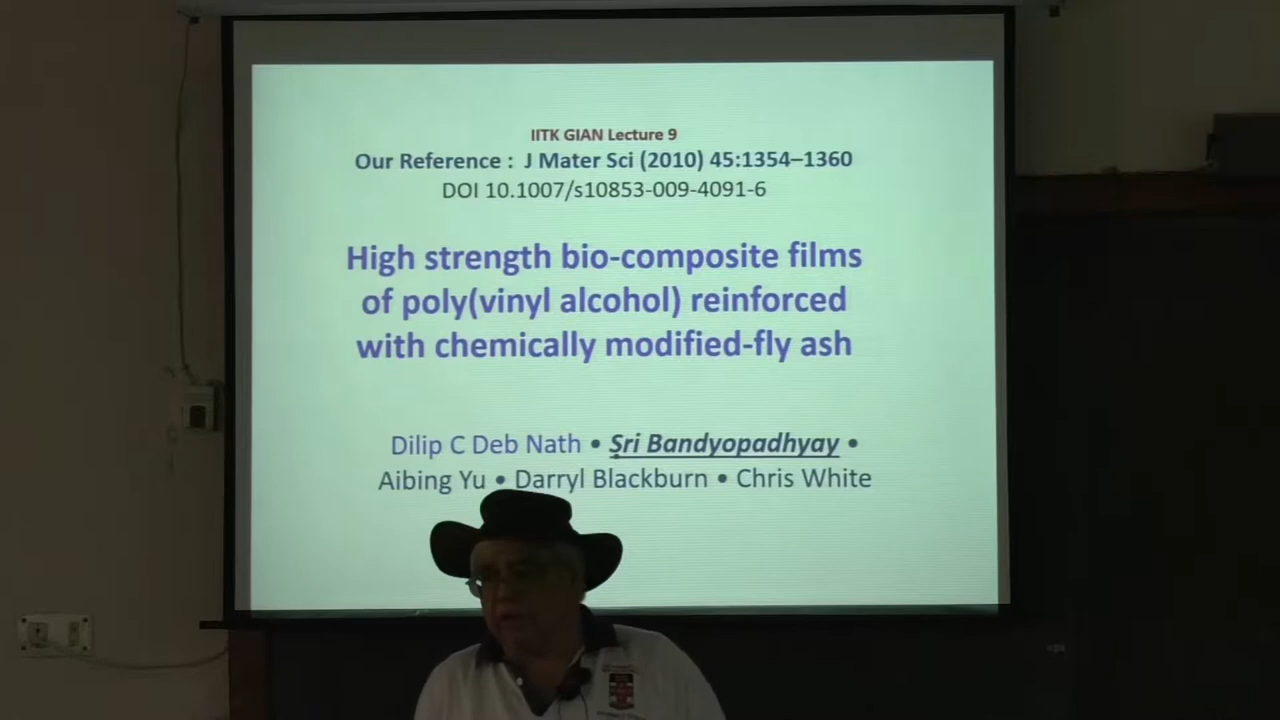 IITK GIAN Lecture 9
Our Reference : J Mater Sci (2010) 45:1354–1360
DOI 10.1007/s10853-009-4091-6
High strength bio-composite films
of poly(vinyl alcohol) reinforced
with chemically modified-fly ash
Dilip C Deb Nath • Sri Bandyopadhyay •
Aibing Yu • Darryl Blackburn • Chris White